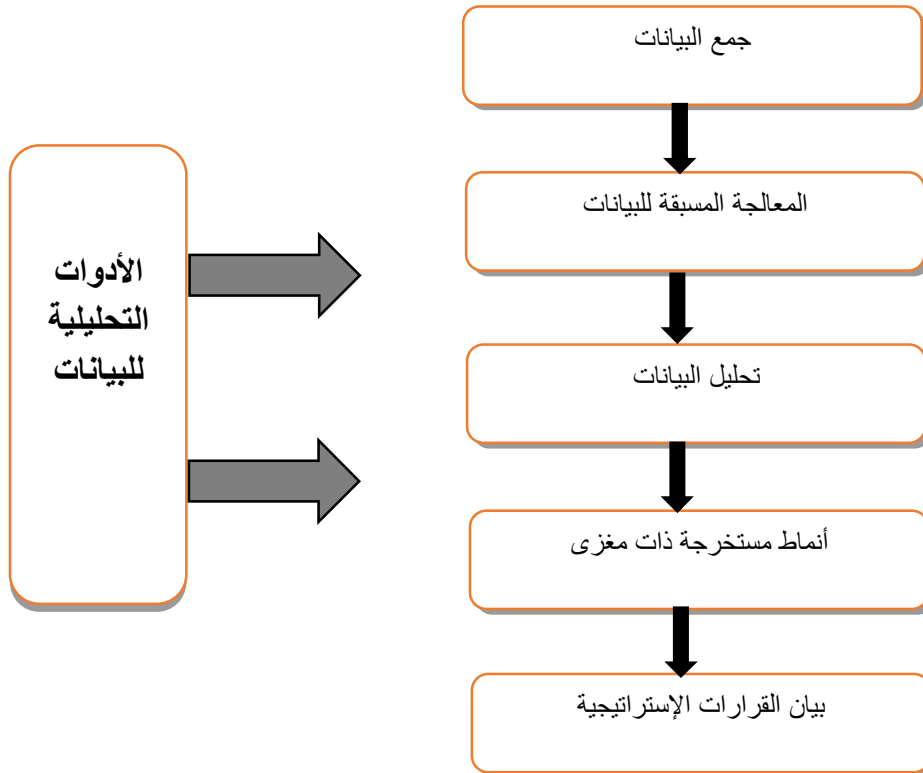 جمع البيانات
المعالجة المسبقة للبيانات
تحليل البيانات
أنماط مستخرجة ذات مغزى
بيان القرارات الإستراتيجية
الأدوات
التحليلية
للبيانات